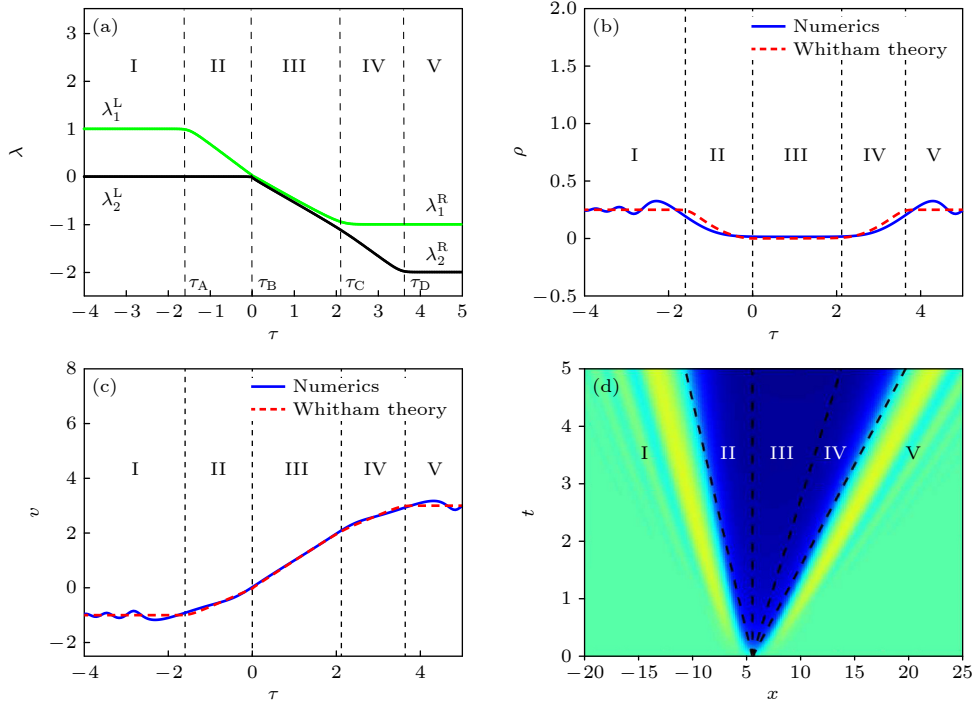 (a)
3
2
1
0
−1
−2
λ
I
II
III
IV
V
λ₁ᴸ
λ₂ᴸ
λ₁ᴿ
λ₂ᴿ
τA
τB
τC
τD
−4
−3
−2
−1
0
1
2
3
4
5
τ
(b)
Numerics
Whitham theory
2.0
1.5
1.0
0.5
0
−0.5
ρ
I
II
III
IV
V
−4
−2
0
2
4
τ
(c)
Numerics
Whitham theory
8
6
4
2
0
−2
v
I
II
III
IV
V
−4
−3
−2
−1
0
1
2
3
4
5
τ
(d)
5
4
3
2
1
0
t
I
II
III
IV
V
−20
−15
−10
5
10
15
20
25
x